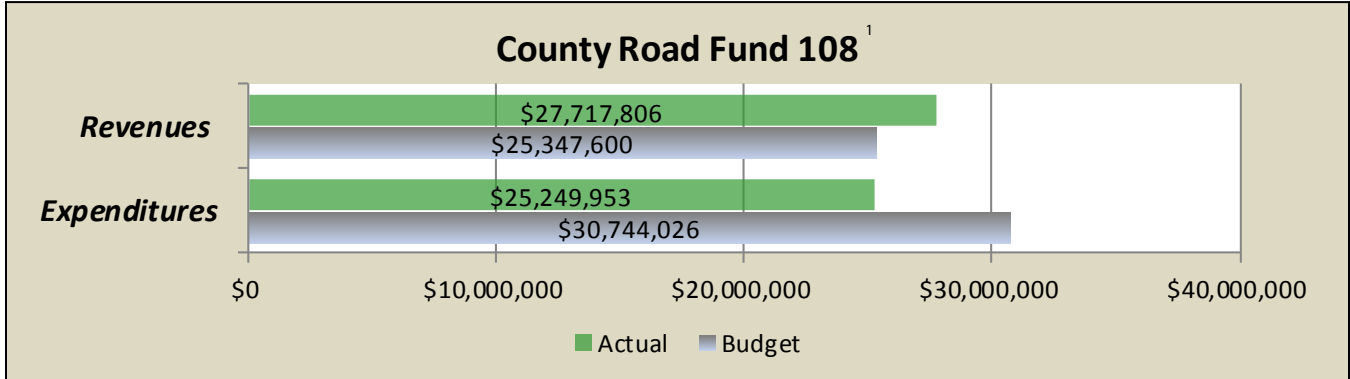 County Road Fund 108 ¹
Revenues
$27,717,806
$25,347,600
Expenditures
$25,249,953
$30,744,026
$0 $10,000,000 $20,000,000 $30,000,000 $40,000,000
Actual Budget